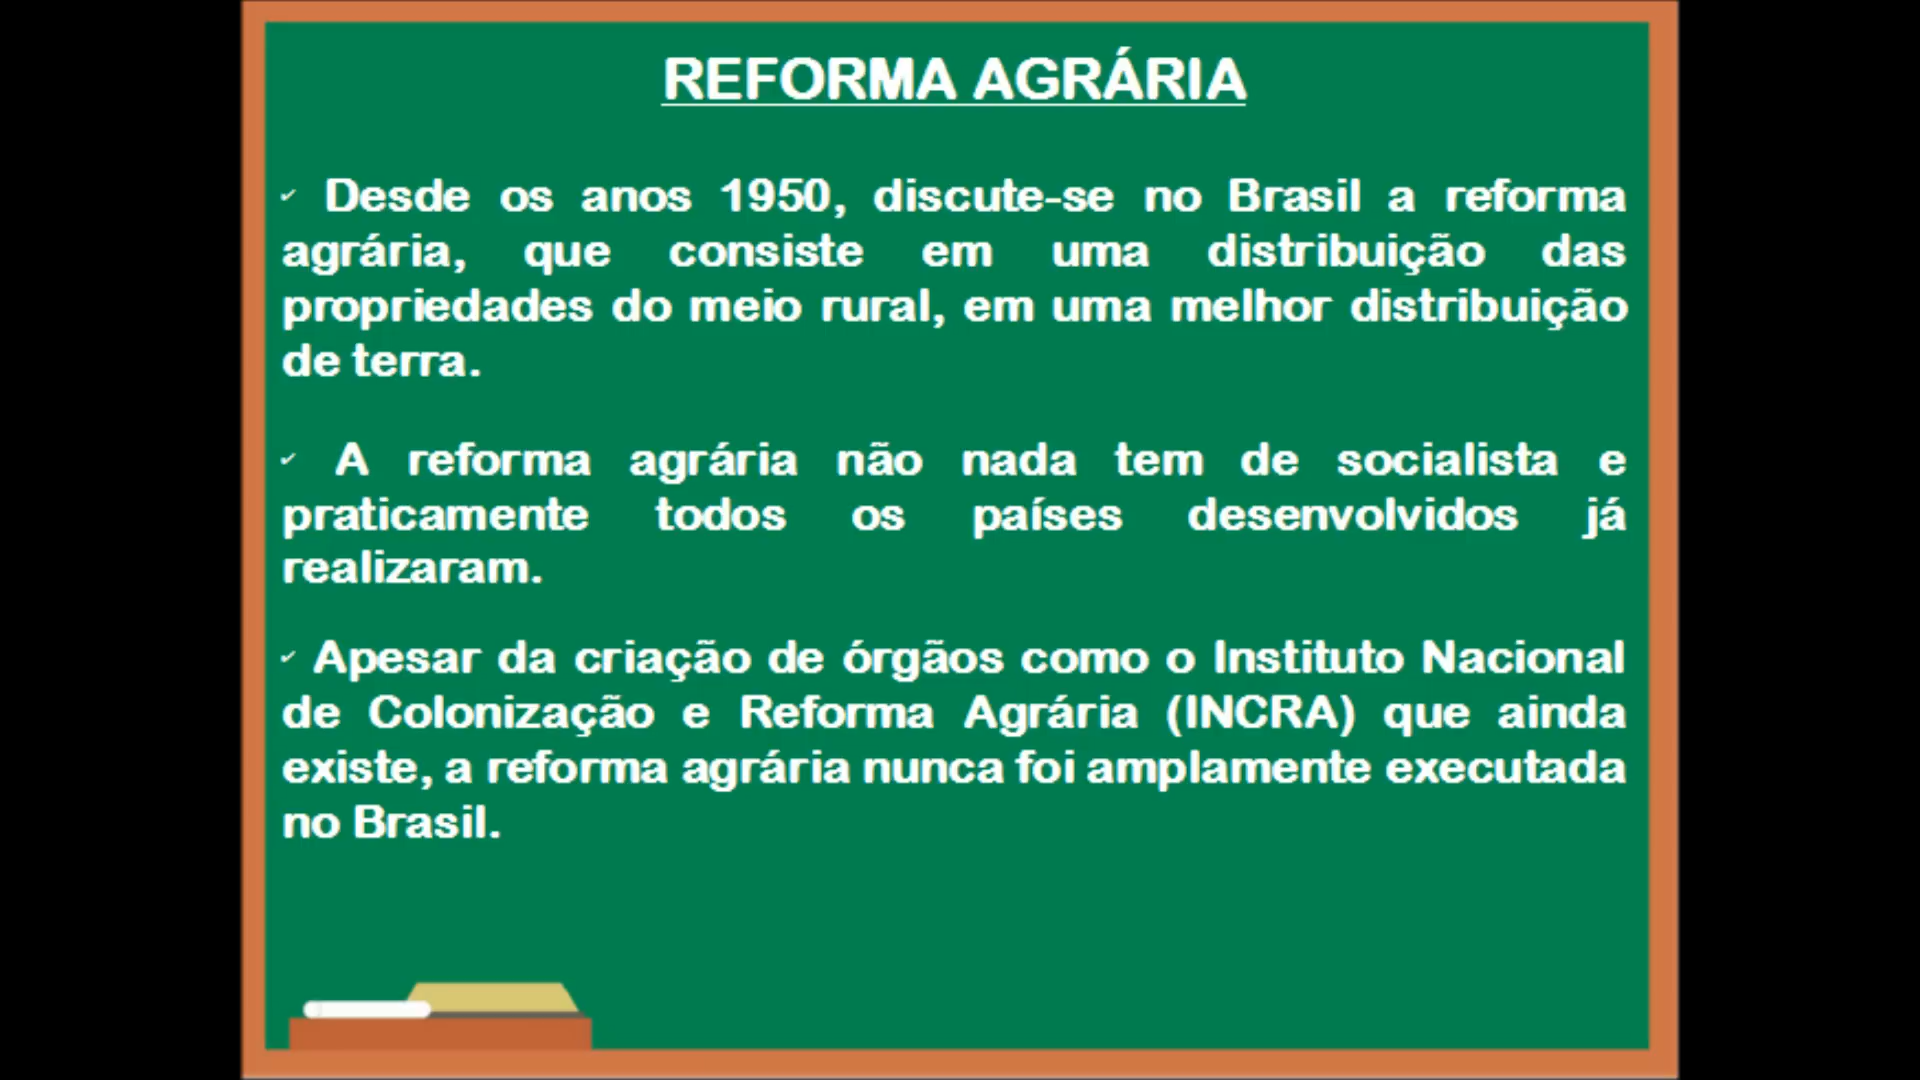 REFORMA AGRÁRIA
✓ Desde os anos 1950, discute-se no Brasil a reforma
agrária, que consiste em uma distribuição das
propriedades do meio rural, em uma melhor distribuição
de terra.
✓ A reforma agrária não nada tem de socialista e
praticamente todos os países desenvolvidos já
realizaram.
✓ Apesar da criação de órgãos como o Instituto Nacional
de Colonização e Reforma Agrária (INCRA) que ainda
existe, a reforma agrária nunca foi amplamente executada
no Brasil.